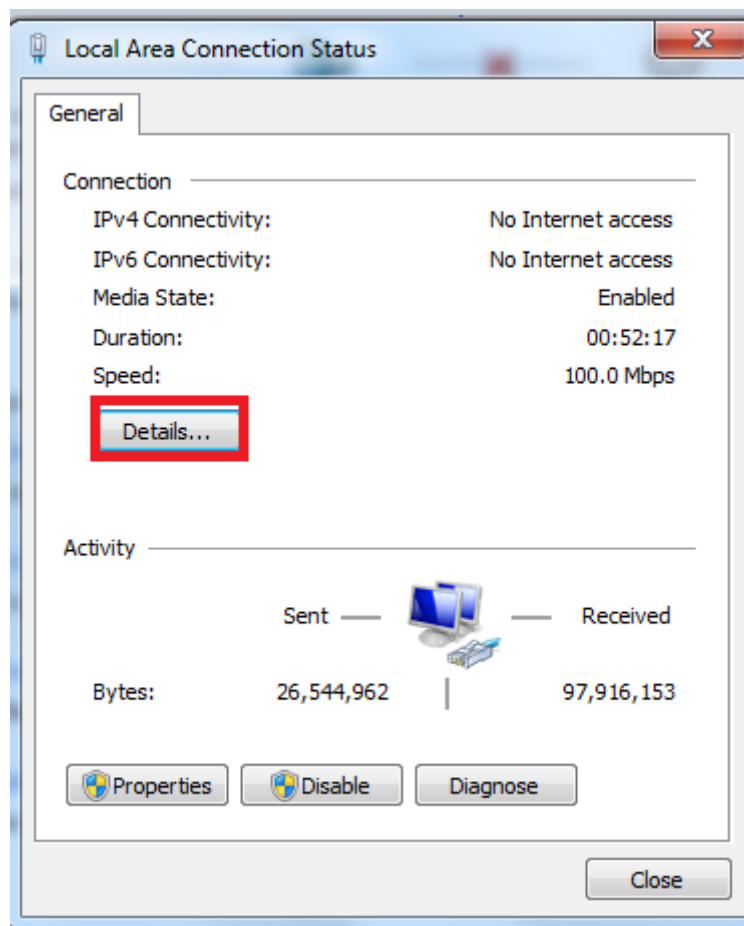 Local Area Connection Status
General
Connection
IPv4 Connectivity: No Internet access
IPv6 Connectivity: No Internet access
Media State: Enabled
Duration: 00:52:17
Speed: 100.0 Mbps
Details...
Activity
Sent Received
Bytes: 26,544,962 97,916,153
Properties Disable Diagnose
Close